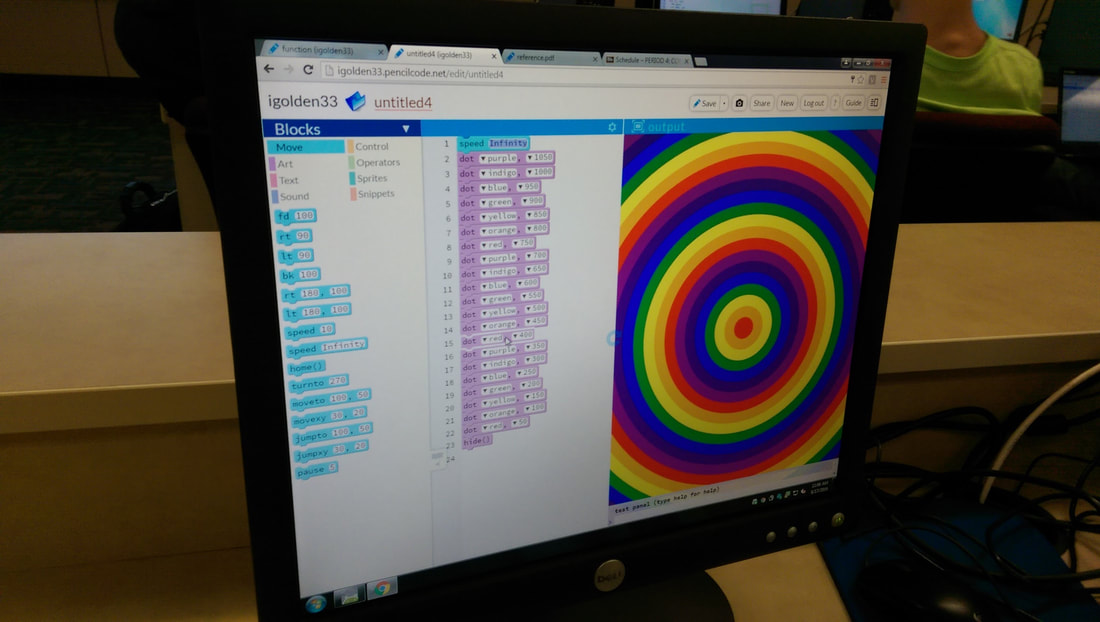 function (igolden33)
untitled4 (igolden33)
reference.pdf
Schedule - PERIOD 4:
igolden33.pencilcode.net/edit/untitled4
igolden33 untitled4
Save
Share
New
Log out
?
Guide
Blocks
Move
Control
Art
Operators
Text
Sprites
Sound
Snippets
fd 100
rt 90
lt 90
bk 100
rt 180, 100
lt 180, 100
speed 10
speed Infinity
home()
turnto 270
moveto 100, 50
movexy 30, 20
jumpto 100, 50
jumpxy 30, 20
pause 5
1 speed Infinity
2 dot purple, 1050
3 dot indigo, 1000
4 dot blue, 950
5 dot green, 900
6 dot yellow, 850
7 dot orange, 800
8 dot red, 750
9 dot purple, 700
10 dot indigo, 650
11 dot blue, 600
12 dot green, 550
13 dot yellow, 500
14 dot orange, 450
15 dot red, 400
16 dot purple, 350
17 dot indigo, 300
18 dot blue, 250
19 dot green, 200
20 dot yellow, 150
21 dot orange, 100
22 dot red, 50
23 hide()
24
output
test panel (type help for help)
DELL